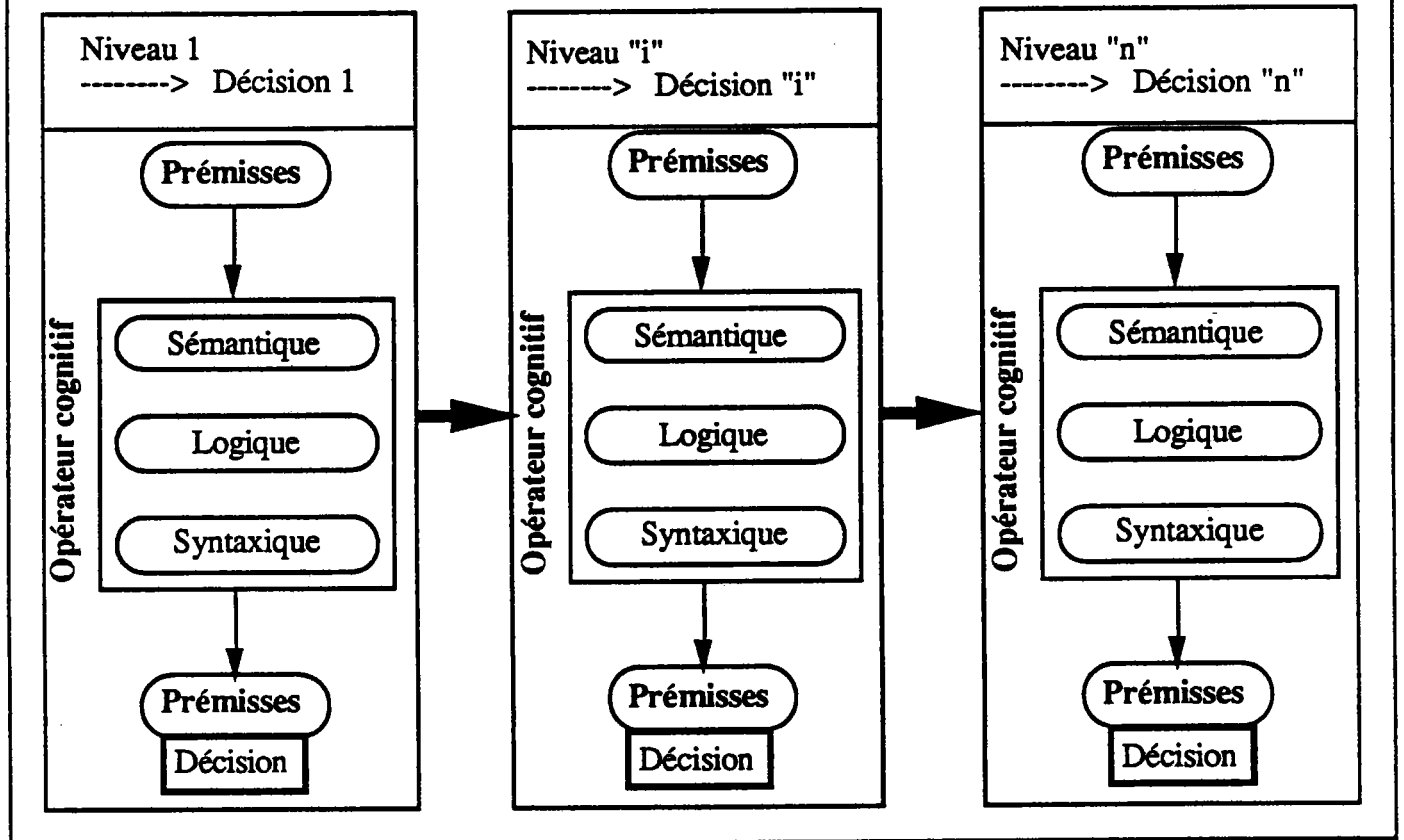 Niveau 1
--------> Décision 1
Prémisses
Opérateur cognitif
Sémantique
Logique
Syntaxique
Prémisses
Décision
Niveau "i"
--------> Décision "i"
Prémisses
Opérateur cognitif
Sémantique
Logique
Syntaxique
Prémisses
Décision
Niveau "n"
--------> Décision "n"
Prémisses
Opérateur cognitif
Sémantique
Logique
Syntaxique
Prémisses
Décision